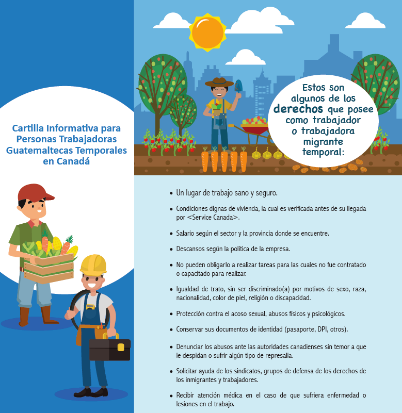 Cartilla Informativa para
Personas Trabajadoras
Guatemaltecas Temporales
en Canadá
Estos son
algunos de los
derechos que posee
como trabajador
o trabajadora
migrante
temporal:
• Un lugar de trabajo sano y seguro.
• Condiciones dignas de vivienda, la cual es verificada antes de su llegada
por <Service Canada>.
• Salario según el sector y la provincia donde se encuentre.
• Descansos según la política de la empresa.
• No pueden obligarlo a realizar tareas para las cuales no fue contratado
o capacitado para realizar.
• Igualdad de trato, sin ser discriminado(a) por motivos de sexo, raza,
nacionalidad, color de piel, religión o discapacidad.
• Protección contra el acoso sexual, abusos físicos y psicológicos.
• Conservar sus documentos de identidad (pasaporte, DPI, otros).
• Denunciar los abusos ante las autoridades canadienses sin temor a que
le despidan o sufrir algún tipo de represalia.
• Solicitar ayuda de los sindicatos, grupos de defensa de los derechos de
los inmigrantes y trabajadores.
• Recibir atención médica en el caso de que sufriera enfermedad o
lesiones en el trabajo.